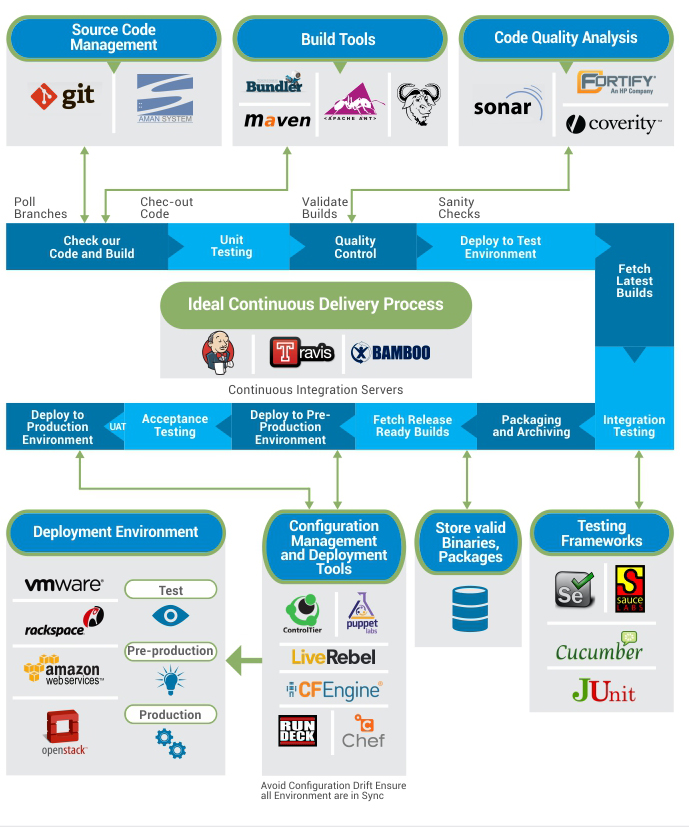 Source Code
Management
Build Tools
Code Quality Analysis
git
AMAN SYSTEM
Bundler
maven
<APACHE ANT>
sonar
FORTIFY
An HP Company
coverity™
Poll
Branches
Chec-out
Code
Validate
Builds
Sanity
Checks
Check our
Code and Build
Unit
Testing
Quality
Control
Deploy to Test
Environment
Fetch
Latest
Builds
Ideal Continuous Delivery Process
Travis
BAMBOO
Continuous Integration Servers
Deploy to
Production
Environment
UAT
Acceptance
Testing
Deploy to Pre-
Production
Environment
Fetch Release
Ready Builds
Packaging
and Archiving
Integration
Testing
Deployment Environment
vmware®
rackspace
amazon
webservices™
openstack™
Test
Pre-production
Production
Configuration
Management
and Deployment
Tools
ControlTier
puppet
labs
LiveRebel
CFEngine®
RUN
DECK
Chef
Avoid Configuration Drift Ensure
all Environment are in Sync
Store valid
Binaries,
Packages
Testing
Frameworks
Se
S
SAUCE
LABS
Cucumber
JUnit